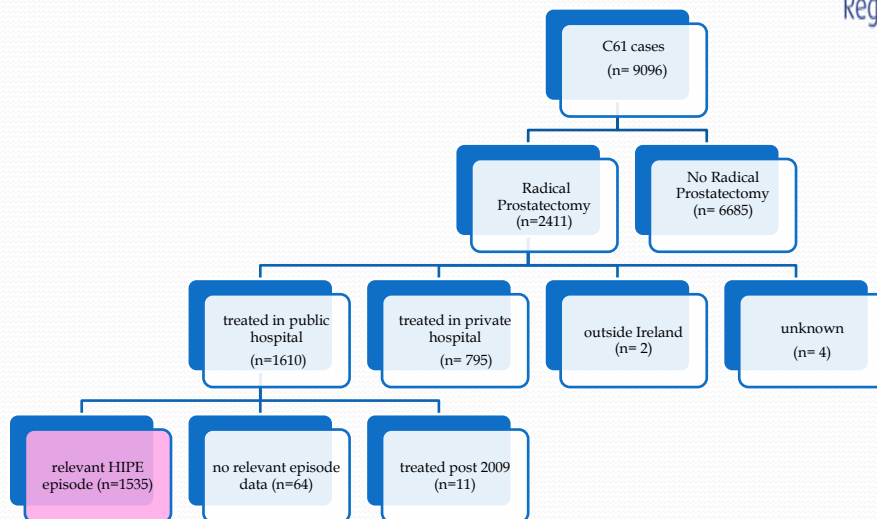 Reg
C61 cases
(n= 9096)
Radical
Prostatectomy
(n=2411)
No Radical
Prostatectomy
(n= 6685)
treated in public
hospital
(n=1610)
treated in private
hospital
(n= 795)
outside Ireland
(n= 2)
unknown
(n= 4)
relevant HIPE
episode (n=1535)
no relevant episode
data (n=64)
treated post 2009
(n=11)